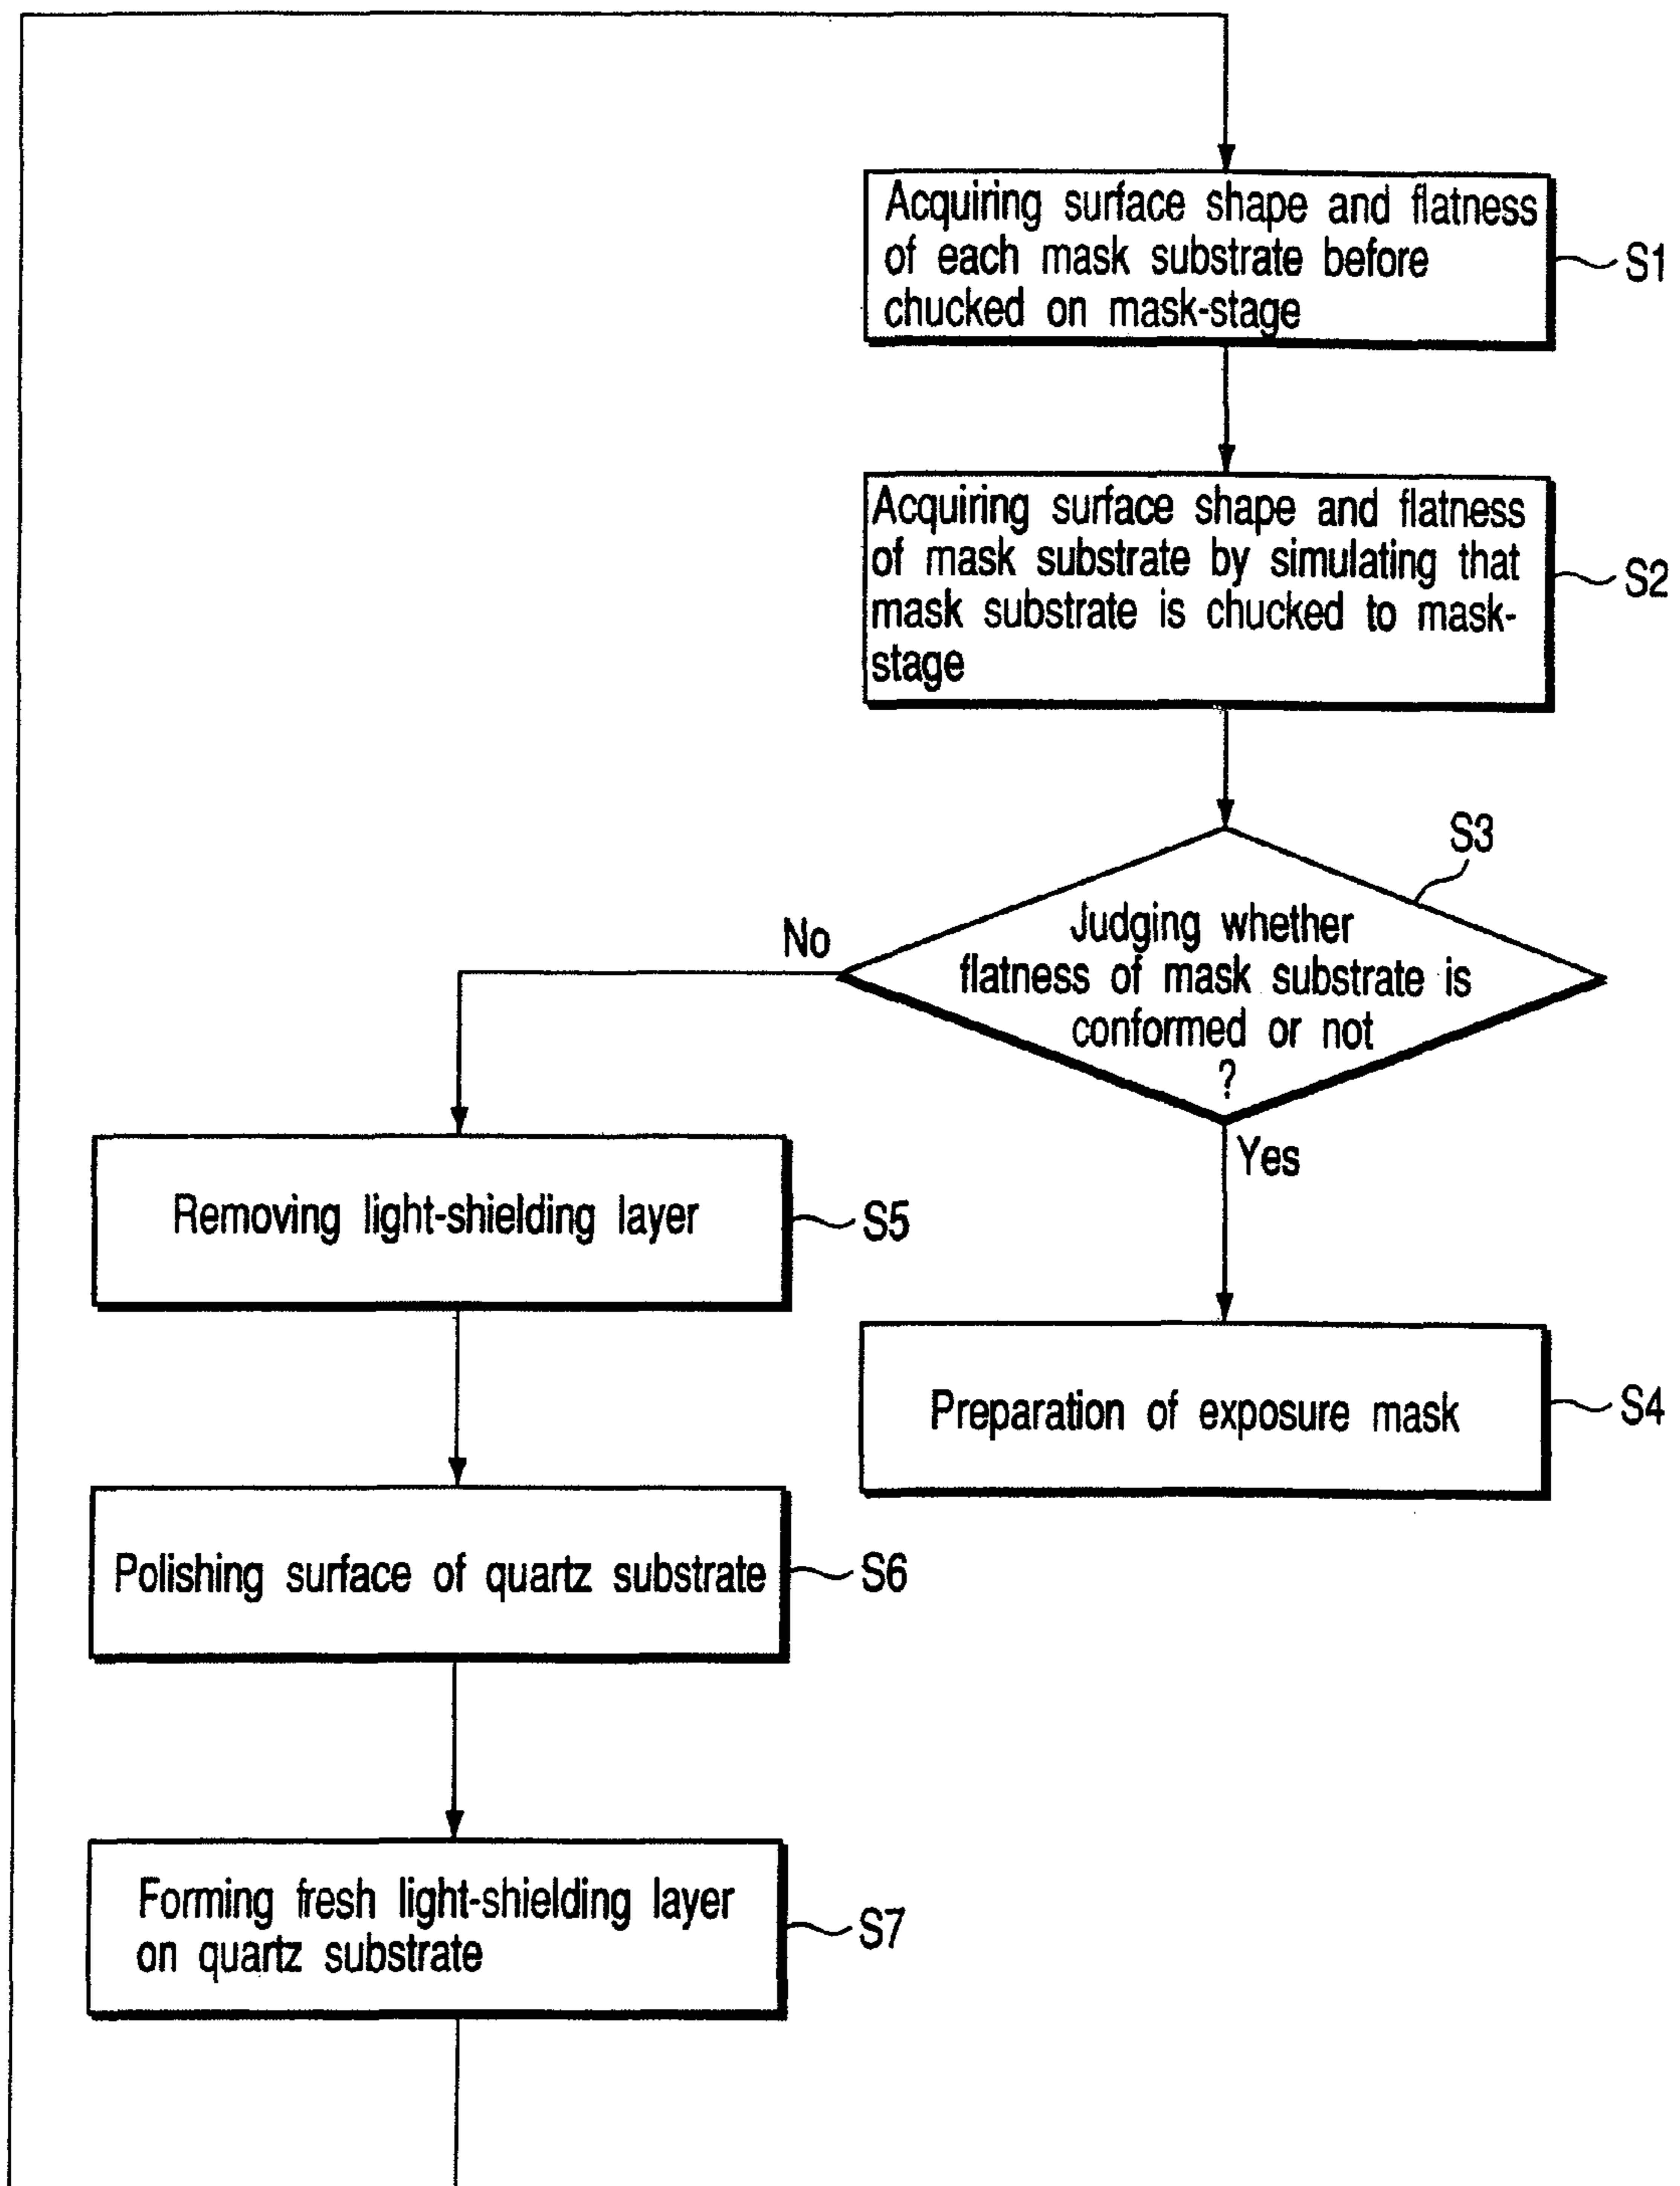 Acquiring surface shape and flatness
of each mask substrate before
chucked on mask-stage
S1
Acquiring surface shape and flatness
of mask substrate by simulating that
mask substrate is chucked to mask-
stage
S2
S3
Judging whether
flatness of mask substrate is
conformed or not
?
No
Yes
Removing light-shielding layer
S5
Preparation of exposure mask
S4
Polishing surface of quartz substrate
S6
Forming fresh light-shielding layer
on quartz substrate
S7